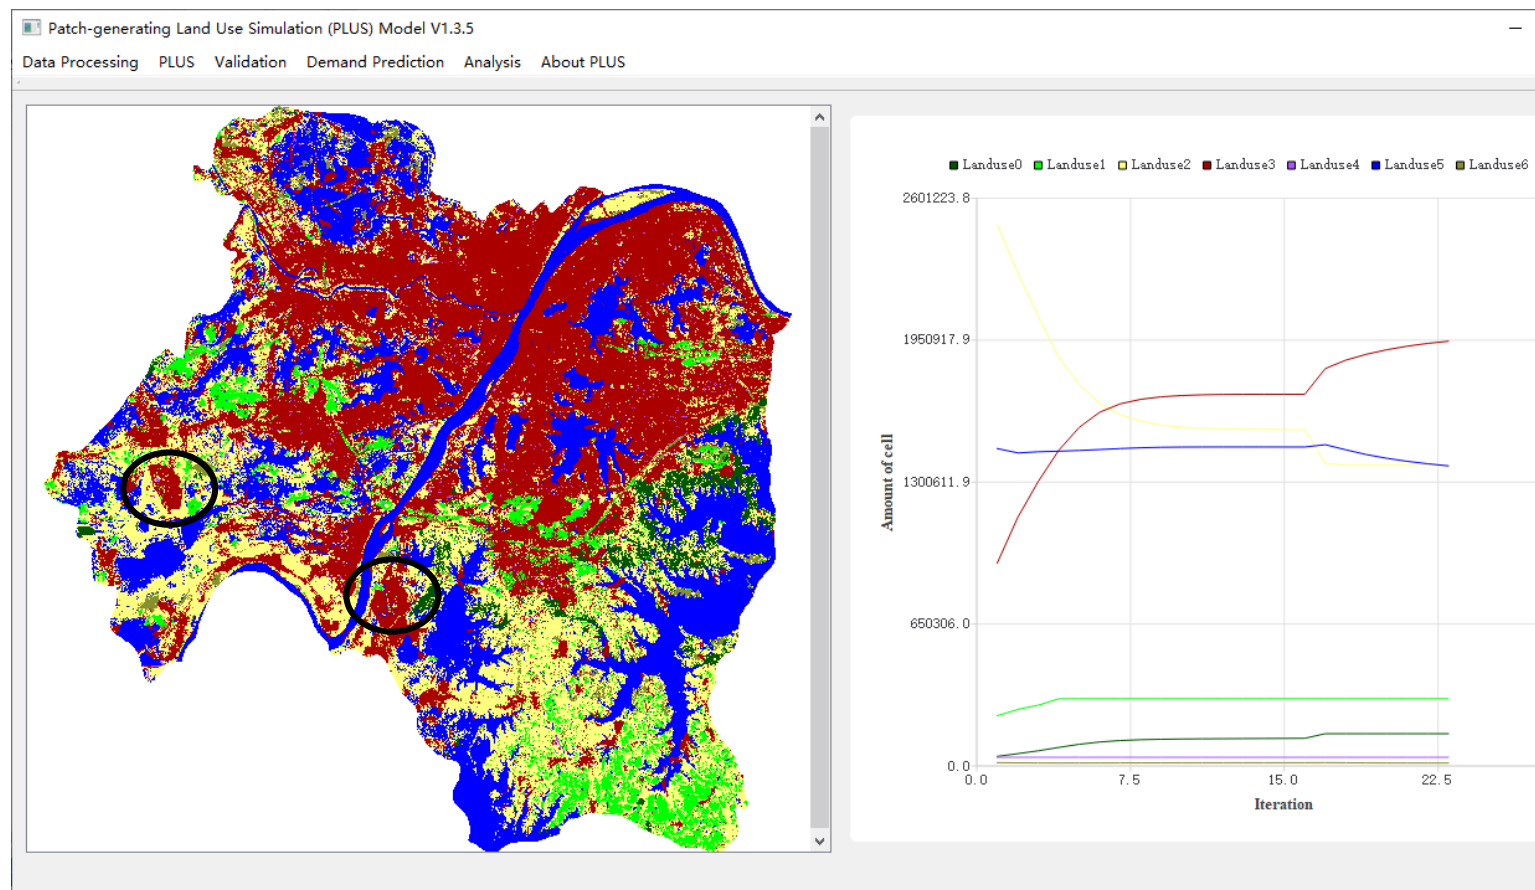 Patch-generating Land Use Simulation (PLUS) Model V1.3.5
Data Processing PLUS Validation Demand Prediction Analysis About PLUS
Landuse0 Landuse1 Landuse2 Landuse3 Landuse4 Landuse5 Landuse6
2601223.8
1950917.9
1300611.9
650306.0
0.0
Amount of cell
0.0 7.5 15.0 22.5
Iteration